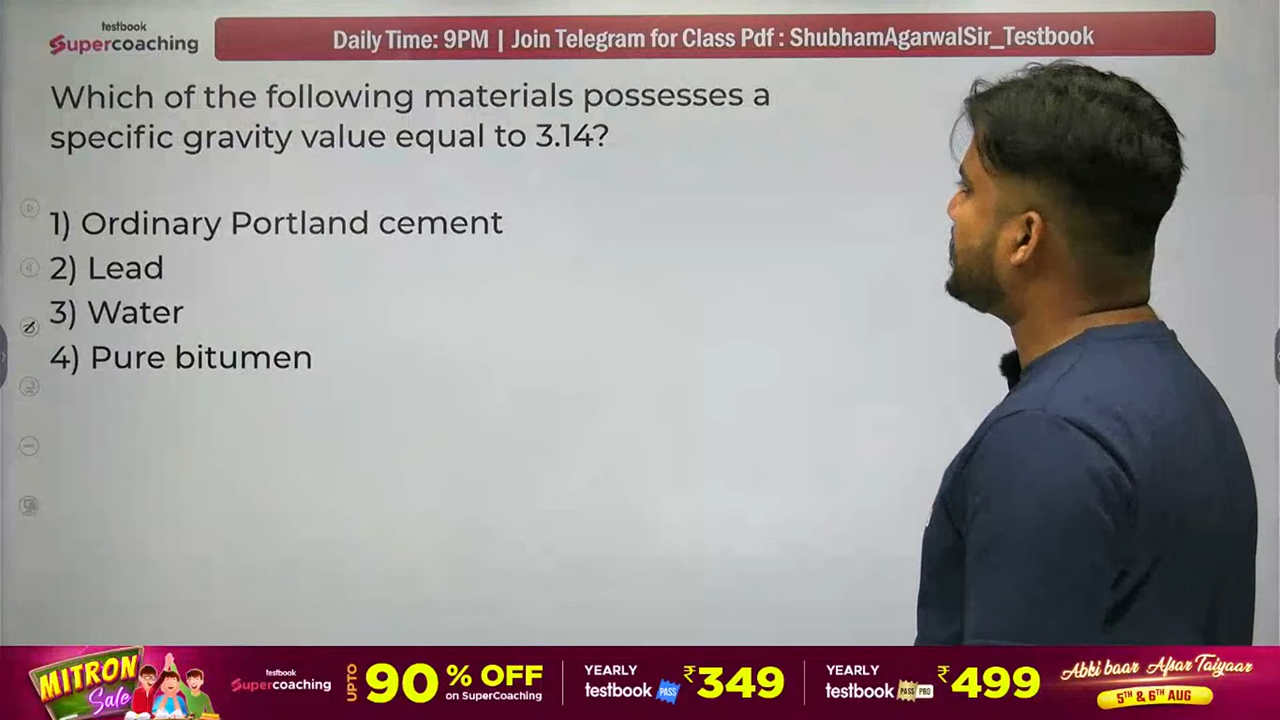 testbook
Supercoaching
Daily Time: 9PM | Join Telegram for Class Pdf : ShubhamAgarwalSir_Testbook
Which of the following materials possesses a
specific gravity value equal to 3.14?
1) Ordinary Portland cement
2) Lead
3) Water
4) Pure bitumen
MITRON
Sale
testbook
Supercoaching
UPTO
90 % OFF
on SuperCoaching
YEARLY
testbook PASS
₹349
YEARLY
testbook PASS PRO
₹499
Abki baar Afsar Taiyaar
5TH & 6TH AUG